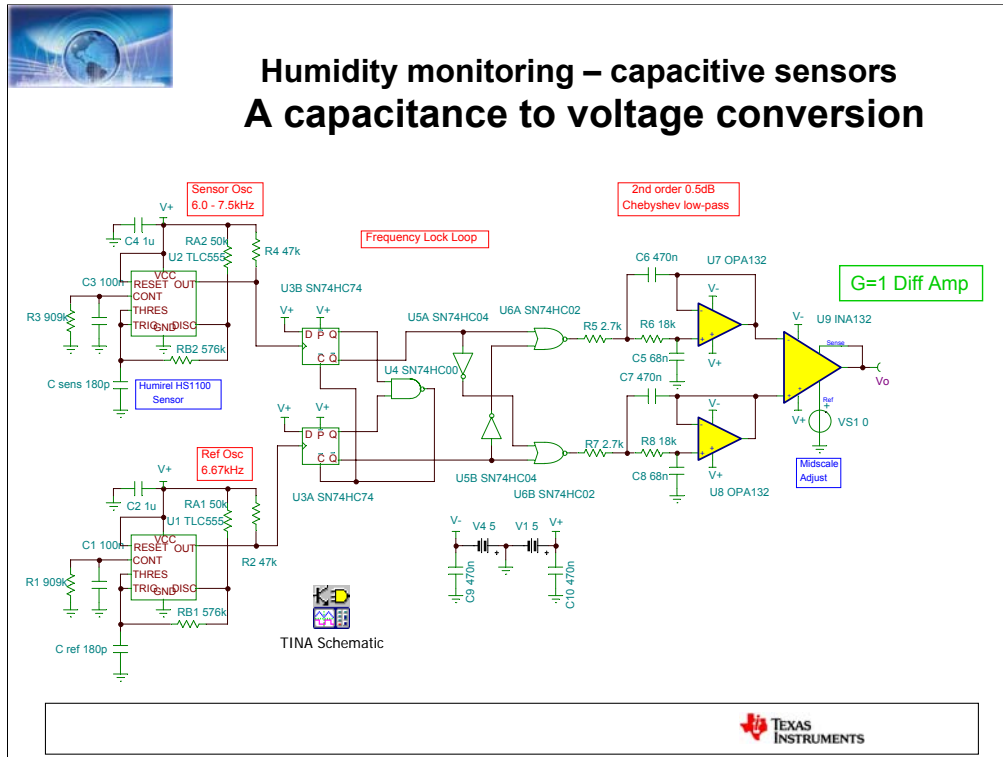 Humidity monitoring – capacitive sensors
A capacitance to voltage conversion
Sensor Osc
6.0 - 7.5kHz
V+
C4 1u
RA2 50k
U2 TLC555
R4 47k
C3 100n
VCC
RESET OUT
CONT
THRES
TRIG DISC
GND
R3 909k
RB2 576k
C sens 180p
Humirel HS1100
Sensor
Frequency Lock Loop
U3B SN74HC74
V+
V+
D P Q
C Q
U5A SN74HC04
U6A SN74HC02
U4 SN74HC00
V+
V+
D P Q
C Q
U3A SN74HC74
U5B SN74HC04
U6B SN74HC02
2nd order 0.5dB
Chebyshev low-pass
C6 470n
U7 OPA132
V-
R5 2.7k
R6 18k
C5 68n
V+
C7 470n
V-
R7 2.7k
R8 18k
C8 68n
V+
U8 OPA132
G=1 Diff Amp
U9 INA132
V-
Sense
Vo
Ref
V+
VS1 0
Midscale
Adjust
Ref Osc
6.67kHz
V+
C2 1u
RA1 50k
U1 TLC555
R2 47k
C1 100n
VCC
RESET OUT
CONT
THRES
TRIG DISC
GND
R1 909k
RB1 576k
C ref 180p
V-
V4 5
V1 5
V+
C9 470n
C10 470n
TINA Schematic
TEXAS
INSTRUMENTS